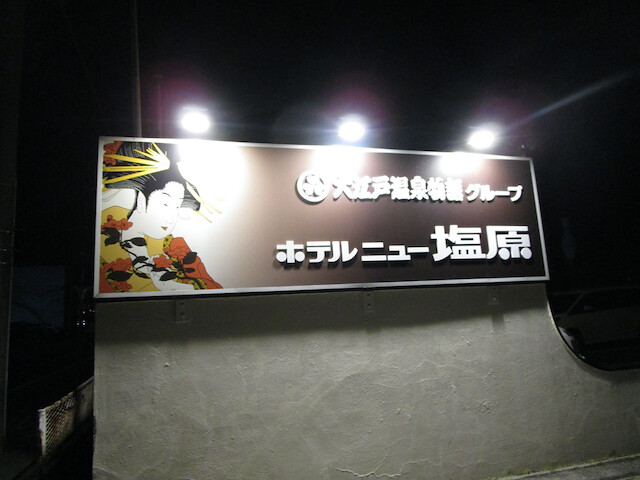 大江戸温泉物語 グループ
ホテル ニュー 塩原